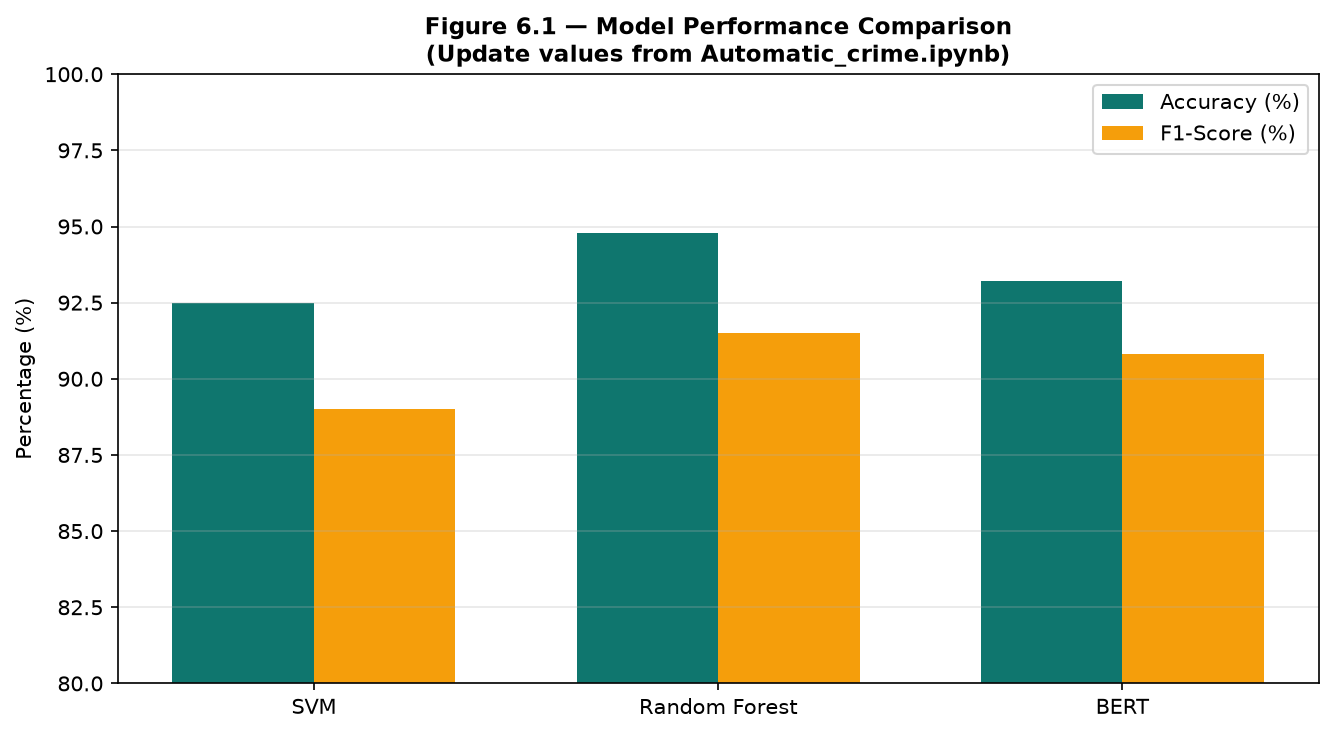 Figure 6.1 — Model Performance Comparison
(Update values from Automatic_crime.ipynb)
Accuracy (%)
F1-Score (%)
Percentage (%)
100.0
97.5
95.0
92.5
90.0
87.5
85.0
82.5
80.0
SVM
Random Forest
BERT